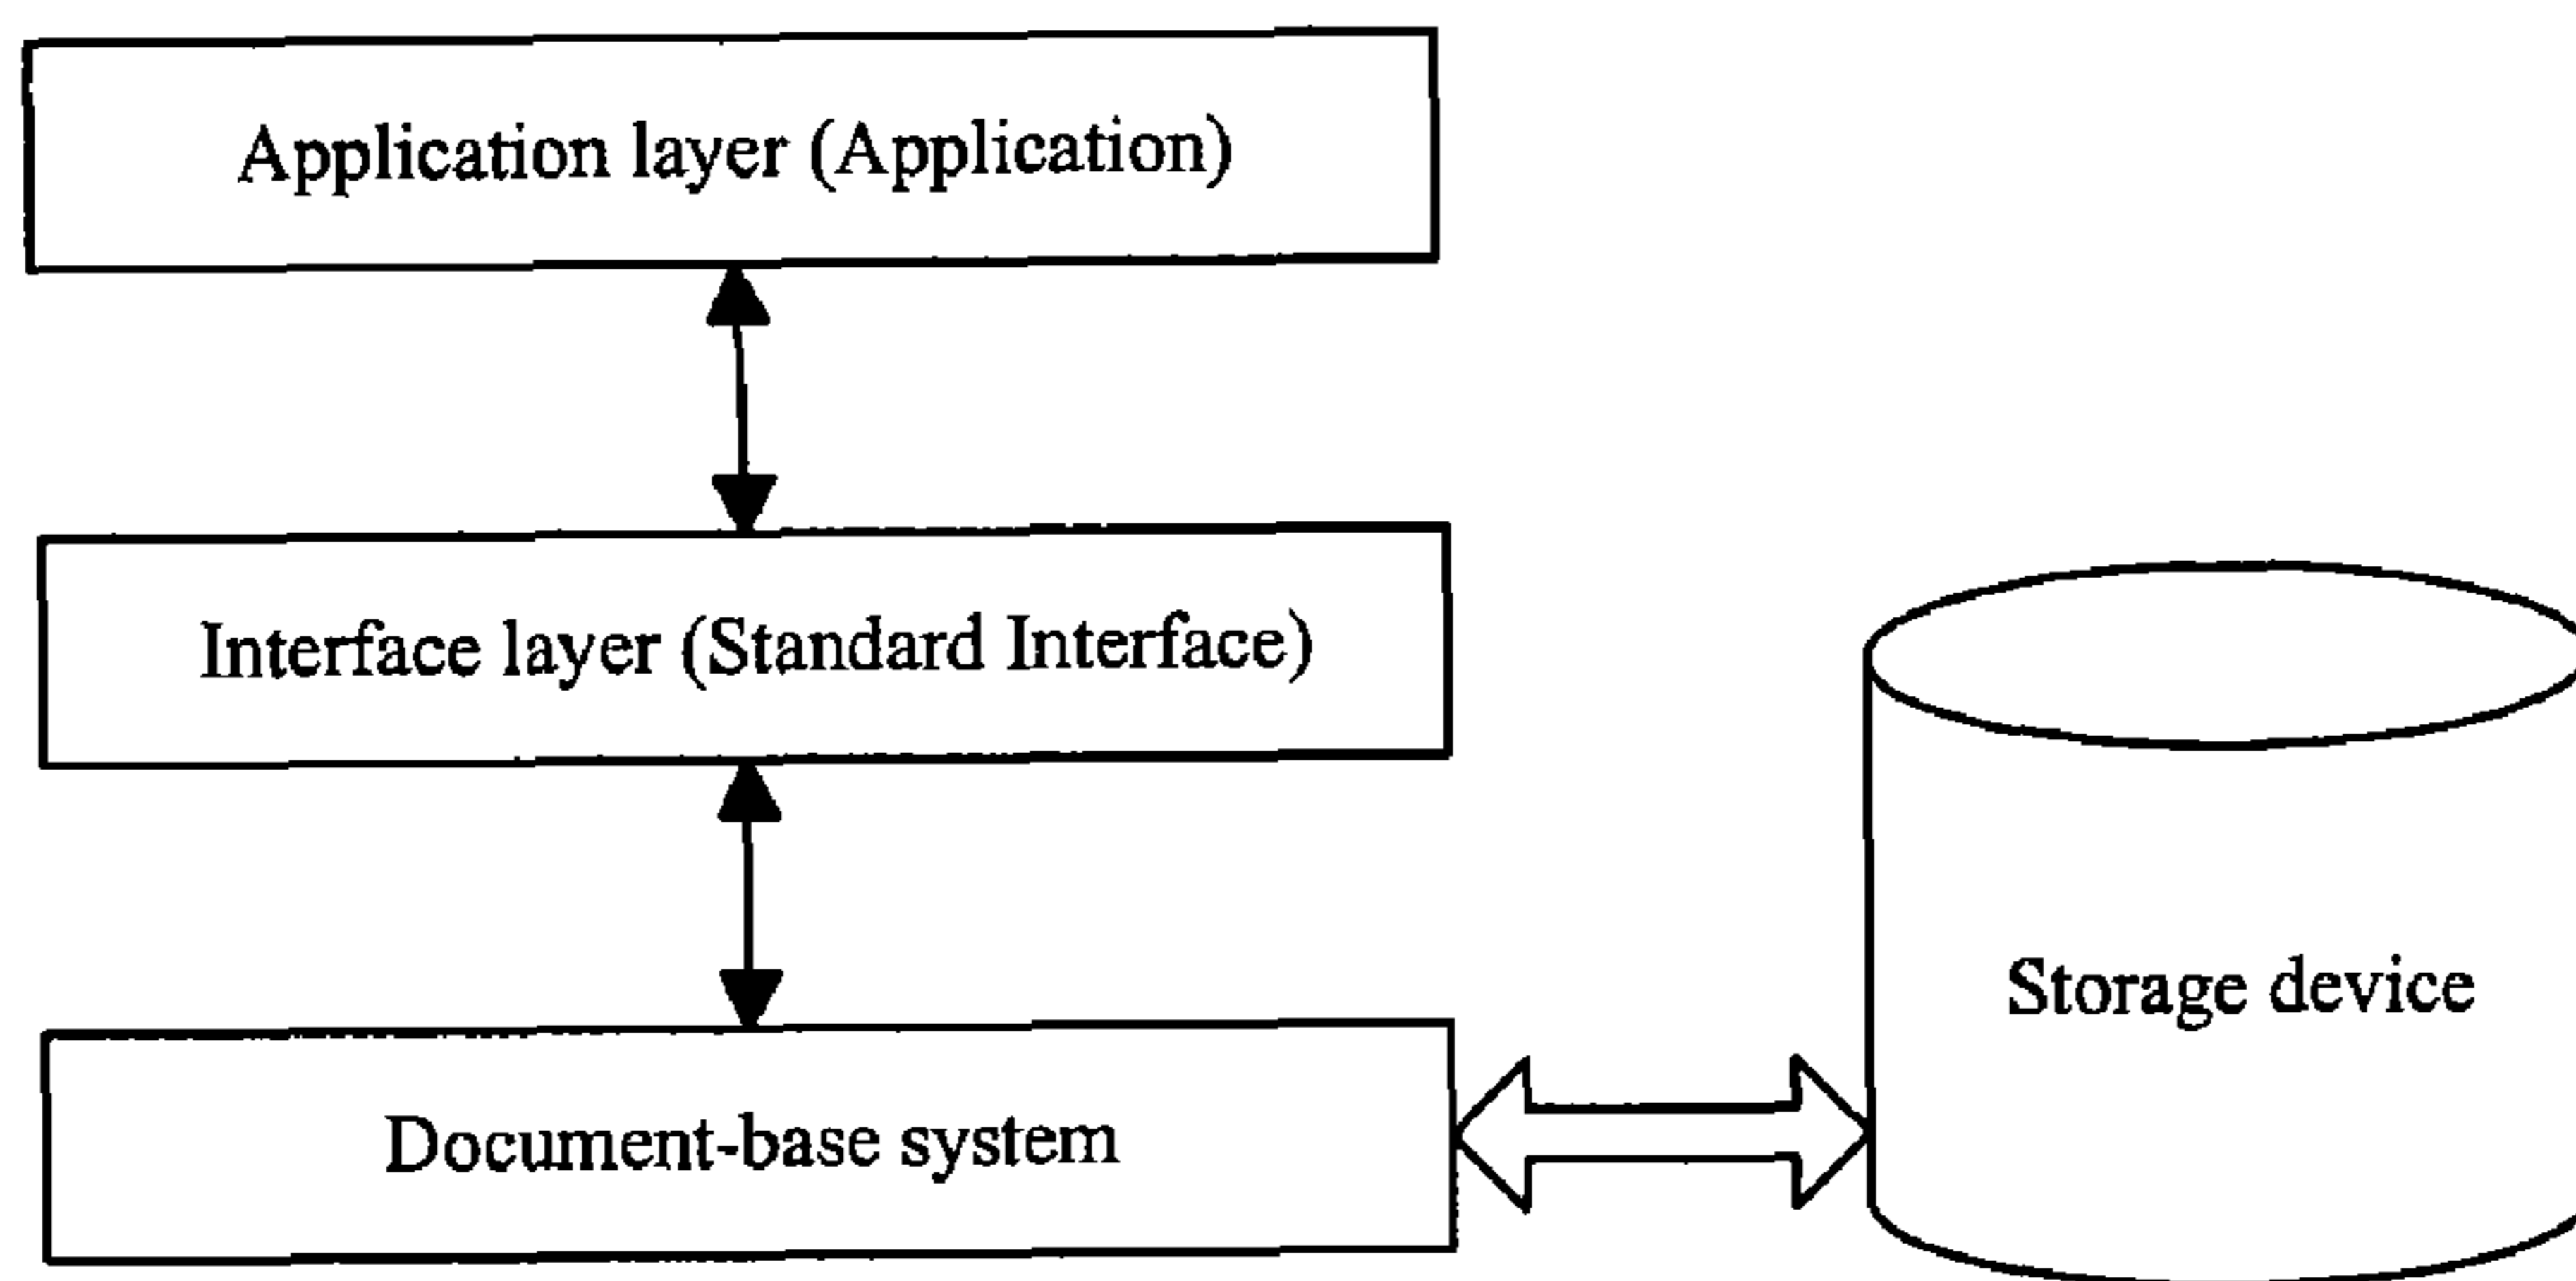 Application layer (Application)
Interface layer (Standard Interface)
Storage device
Document-base system